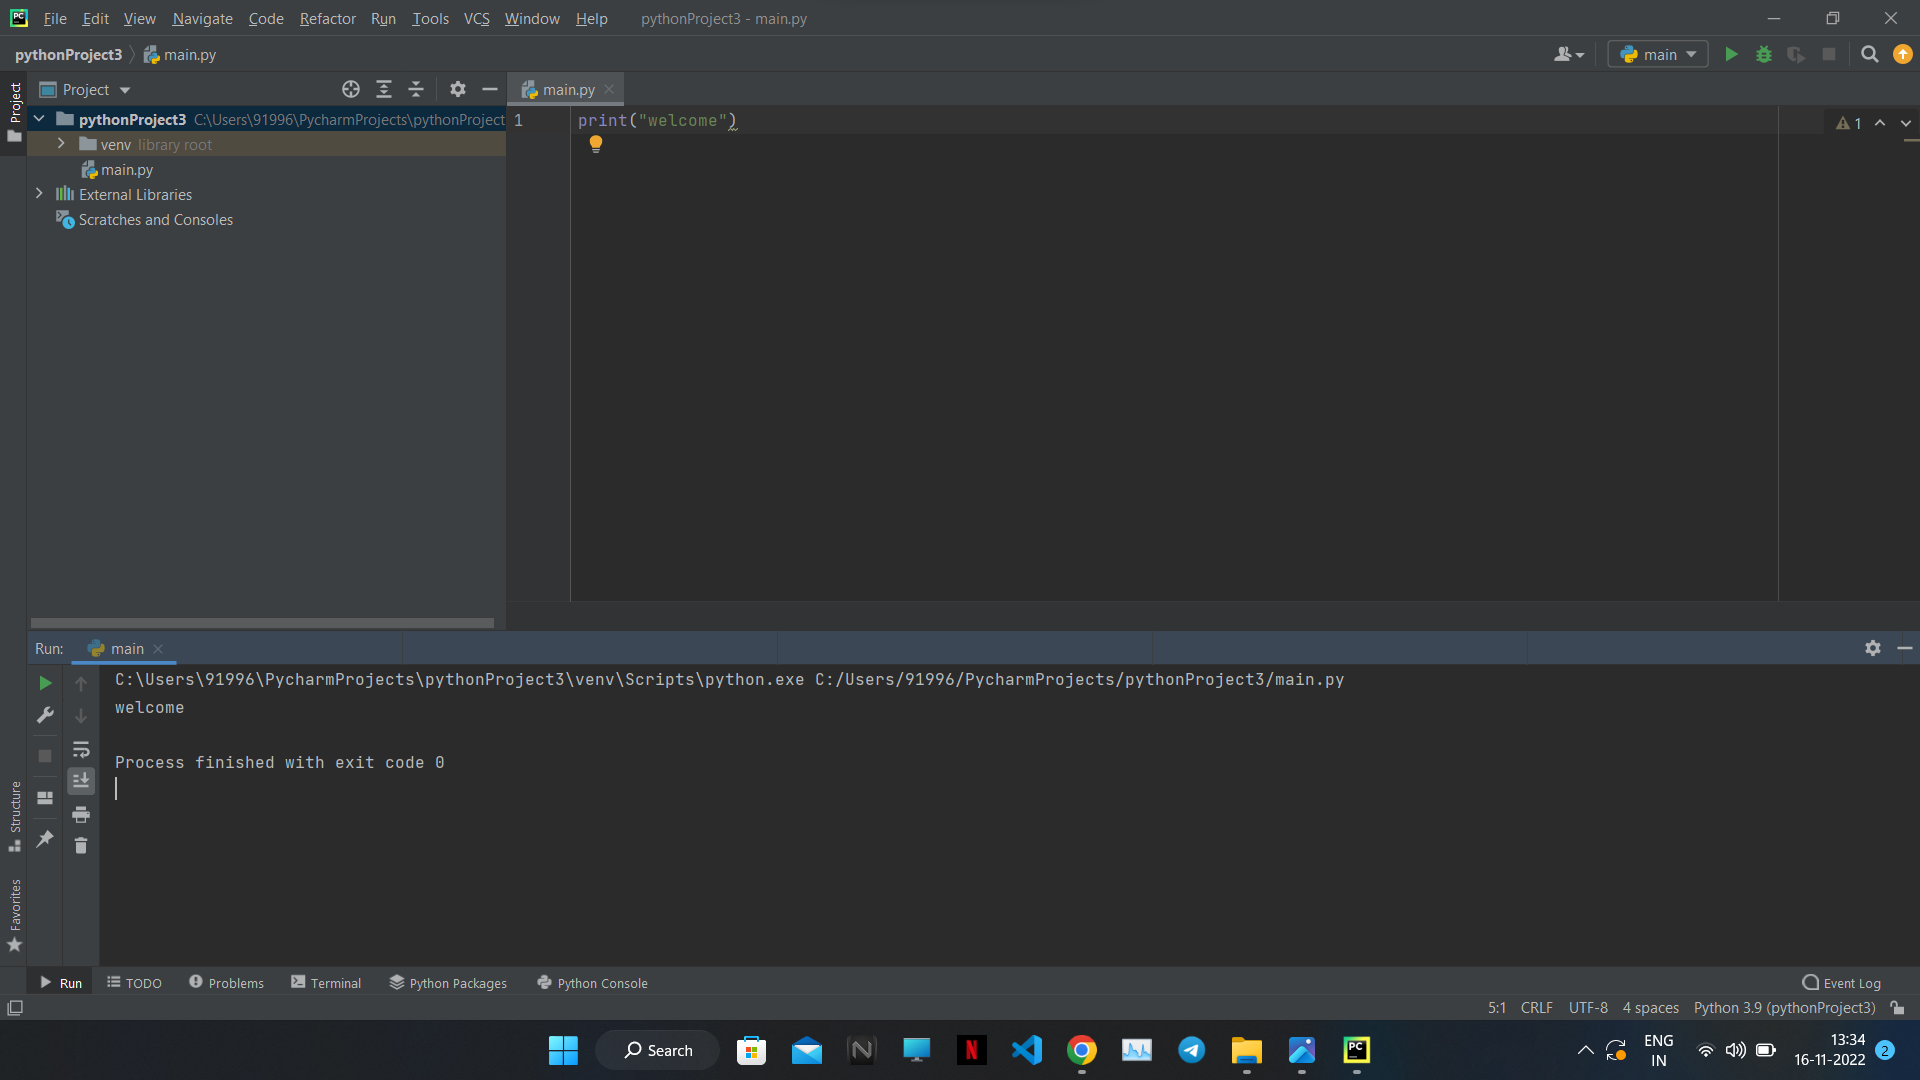 File Edit View Navigate Code Refactor Run Tools VCS Window Help pythonProject3 - main.py
pythonProject3 main.py
main
Project
Project
main.py
pythonProject3 C:\Users\91996\PycharmProjects\pythonProject
1 print("welcome")
1
venv library root
main.py
External Libraries
Scratches and Consoles
Run: main
C:\Users\91996\PycharmProjects\pythonProject3\venv\Scripts\python.exe C:/Users/91996/PycharmProjects/pythonProject3/main.py
welcome
Process finished with exit code 0
Structure
Favorites
Run TODO Problems Terminal Python Packages Python Console Event Log
5:1 CRLF UTF-8 4 spaces Python 3.9 (pythonProject3)
Search
ENG
IN
13:34
16-11-2022
2